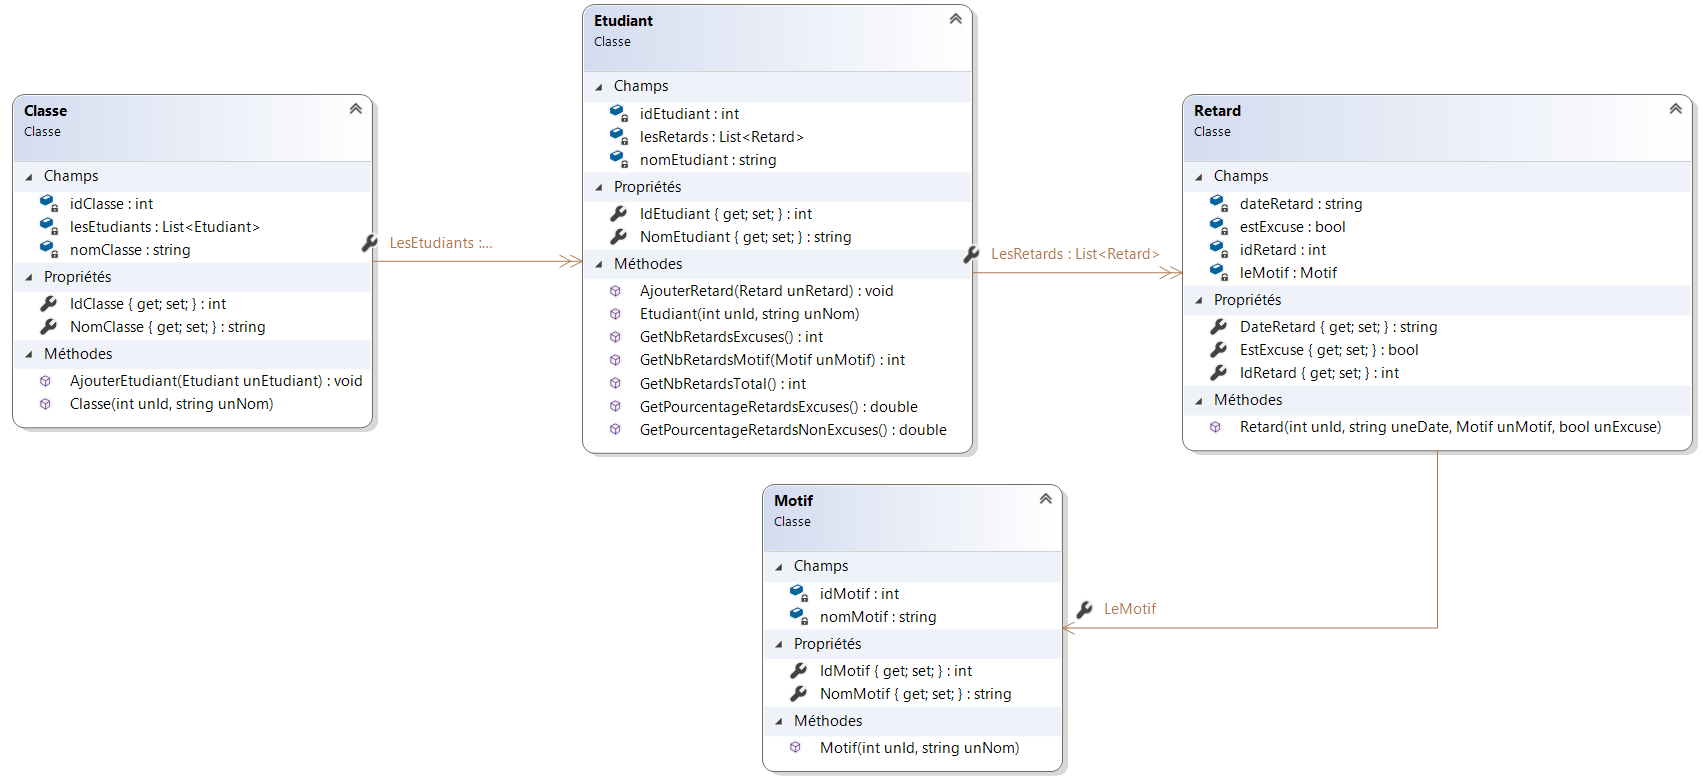 Classe
Classe
Champs
idClasse : int
lesEtudiants : List<Etudiant>
nomClasse : string
Propriétés
IdClasse { get; set; } : int
NomClasse { get; set; } : string
Méthodes
AjouterEtudiant(Etudiant unEtudiant) : void
Classe(int unId, string unNom)
LesEtudiants :...
Etudiant
Classe
Champs
idEtudiant : int
lesRetards : List<Retard>
nomEtudiant : string
Propriétés
IdEtudiant { get; set; } : int
NomEtudiant { get; set; } : string
Méthodes
AjouterRetard(Retard unRetard) : void
Etudiant(int unId, string unNom)
GetNbRetardsExcuses() : int
GetNbRetardsMotif(Motif unMotif) : int
GetNbRetardsTotal() : int
GetPourcentageRetardsExcuses() : double
GetPourcentageRetardsNonExcuses() : double
LesRetards : List<Retard>
Retard
Classe
Champs
dateRetard : string
estExcuse : bool
idRetard : int
leMotif : Motif
Propriétés
DateRetard { get; set; } : string
EstExcuse { get; set; } : bool
IdRetard { get; set; } : int
Méthodes
Retard(int unId, string uneDate, Motif unMotif, bool unExcuse)
Motif
Classe
Champs
idMotif : int
nomMotif : string
Propriétés
IdMotif { get; set; } : int
NomMotif { get; set; } : string
Méthodes
Motif(int unId, string unNom)
LeMotif